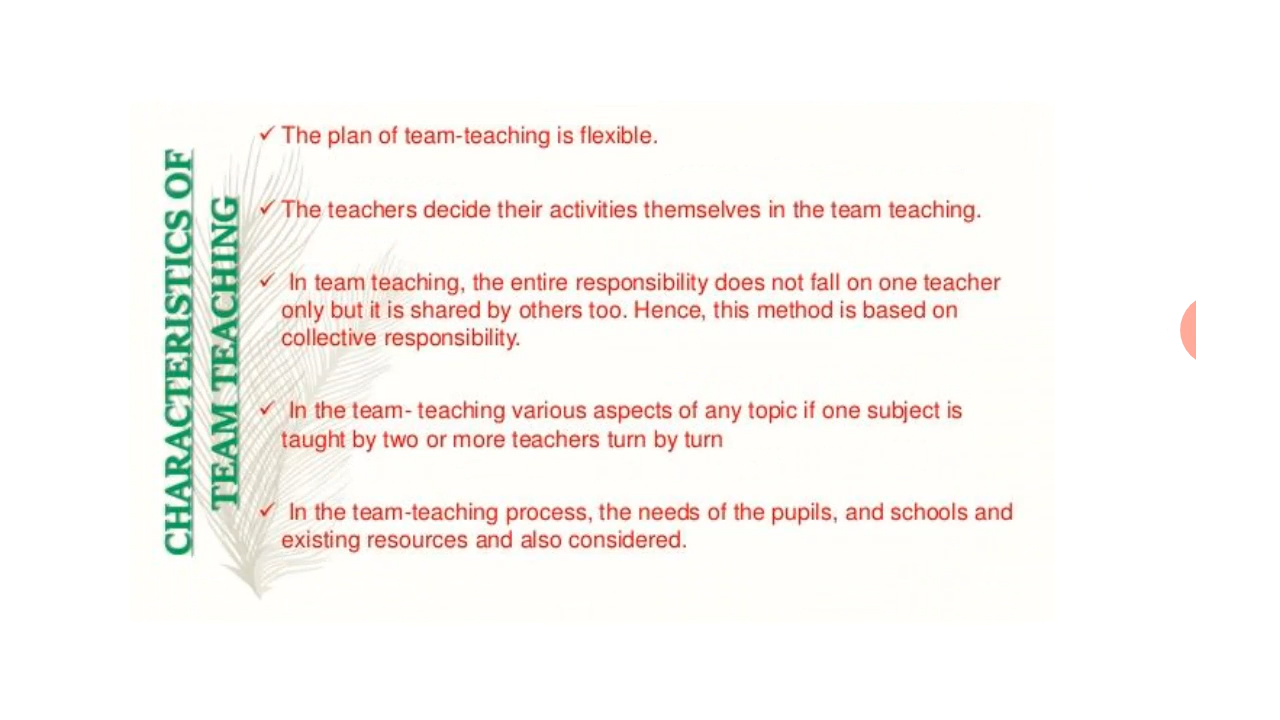 CHARACTERISTICS OF
TEAM TEACHING
✓ The plan of team-teaching is flexible.
✓ The teachers decide their activities themselves in the team teaching.
✓ In team teaching, the entire responsibility does not fall on one teacher
only but it is shared by others too. Hence, this method is based on
collective responsibility.
✓ In the team- teaching various aspects of any topic if one subject is
taught by two or more teachers turn by turn
✓ In the team-teaching process, the needs of the pupils, and schools and
existing resources and also considered.